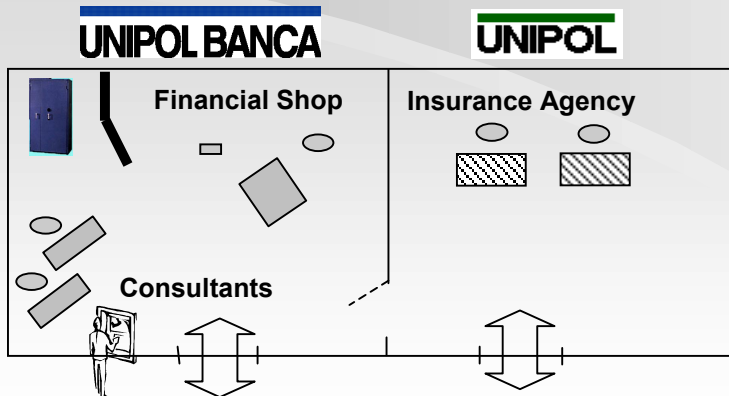 UNIPOL BANCA
UNIPOL
Financial Shop
Insurance Agency
Consultants